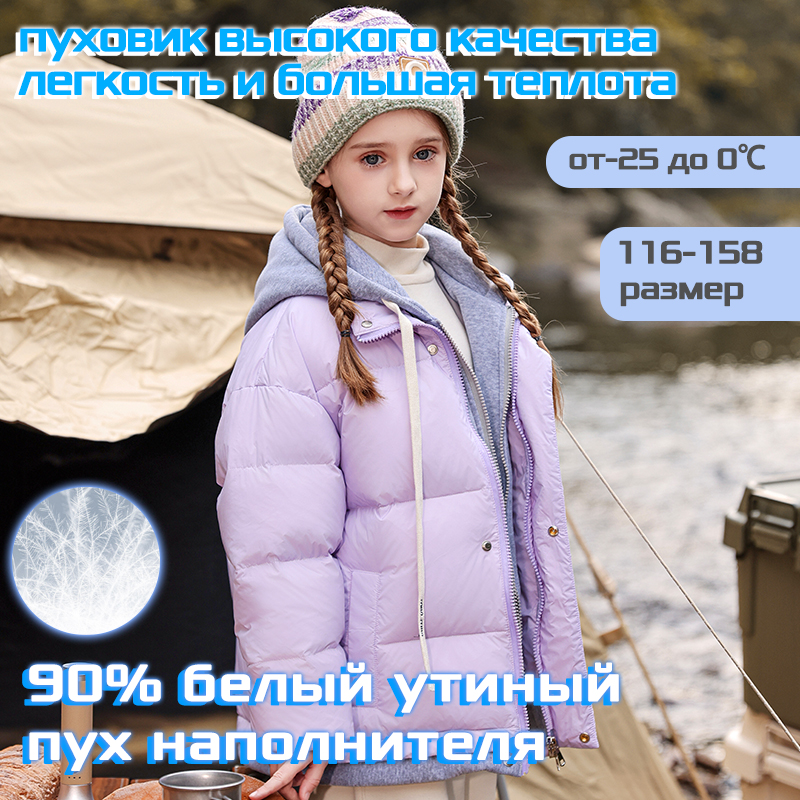 пуховик высокого качества
легкость и большая теплота
от-25 до 0℃
116-158
размер
90% белый утиный
пух наполнителя